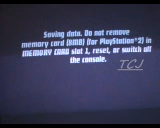 Saving data. Do not remove
memory card (8MB) (for PlayStation®2) in
MEMORY CARD slot 1, reset, or switch off
the console.
TCJ